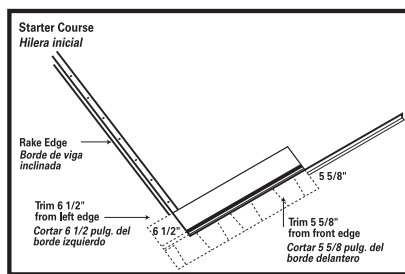 Starter Course
Hilera inicial
Rake Edge
Borde de viga
inclinada
5 5/8"
Trim 6 1/2"
from left edge
Cortar 6 1/2 pulg. del
borde izquierdo
6 1/2"
Trim 5 5/8"
from front edge
Cortar 5 5/8 pulg. del
borde delantero